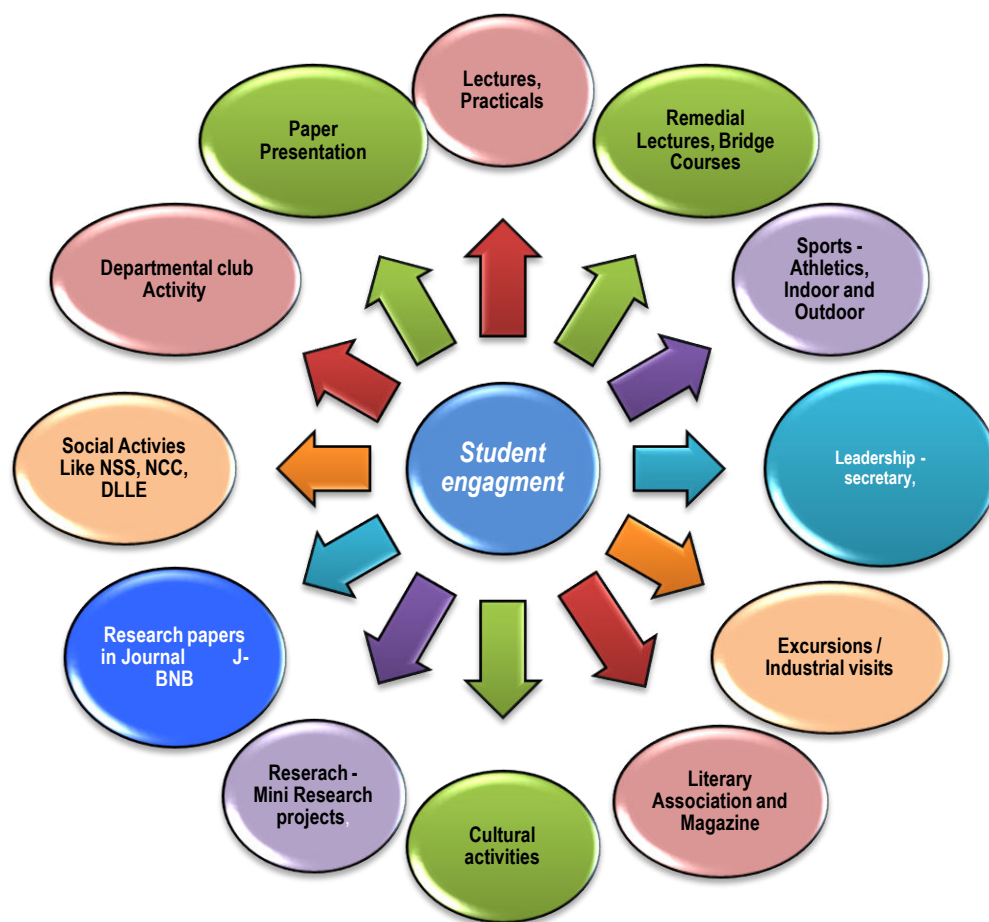 Lectures,
Practicals
Remedial
Lectures, Bridge
Courses
Sports -
Athletics,
Indoor and
Outdoor
Leadership -
secretary,
Excursions /
Industrial visits
Literary
Association and
Magazine
Cultural
activities
Reserach -
Mini Research
projects,
Research papers
in Journal J-
BNB
Social Activies
Like NSS, NCC,
DLLE
Departmental club
Activity
Paper
Presentation
Student
engagment